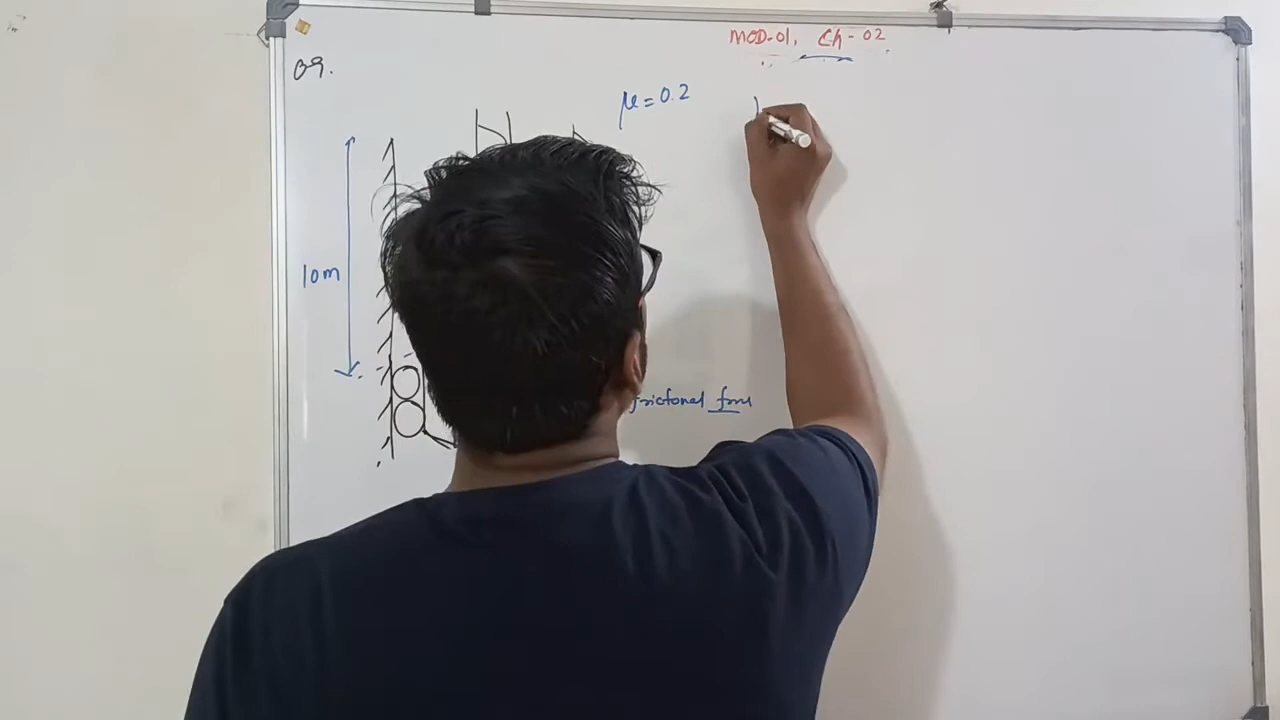 MOD-01, Ch-02
09.
μ = 0.2
10m
frictional force